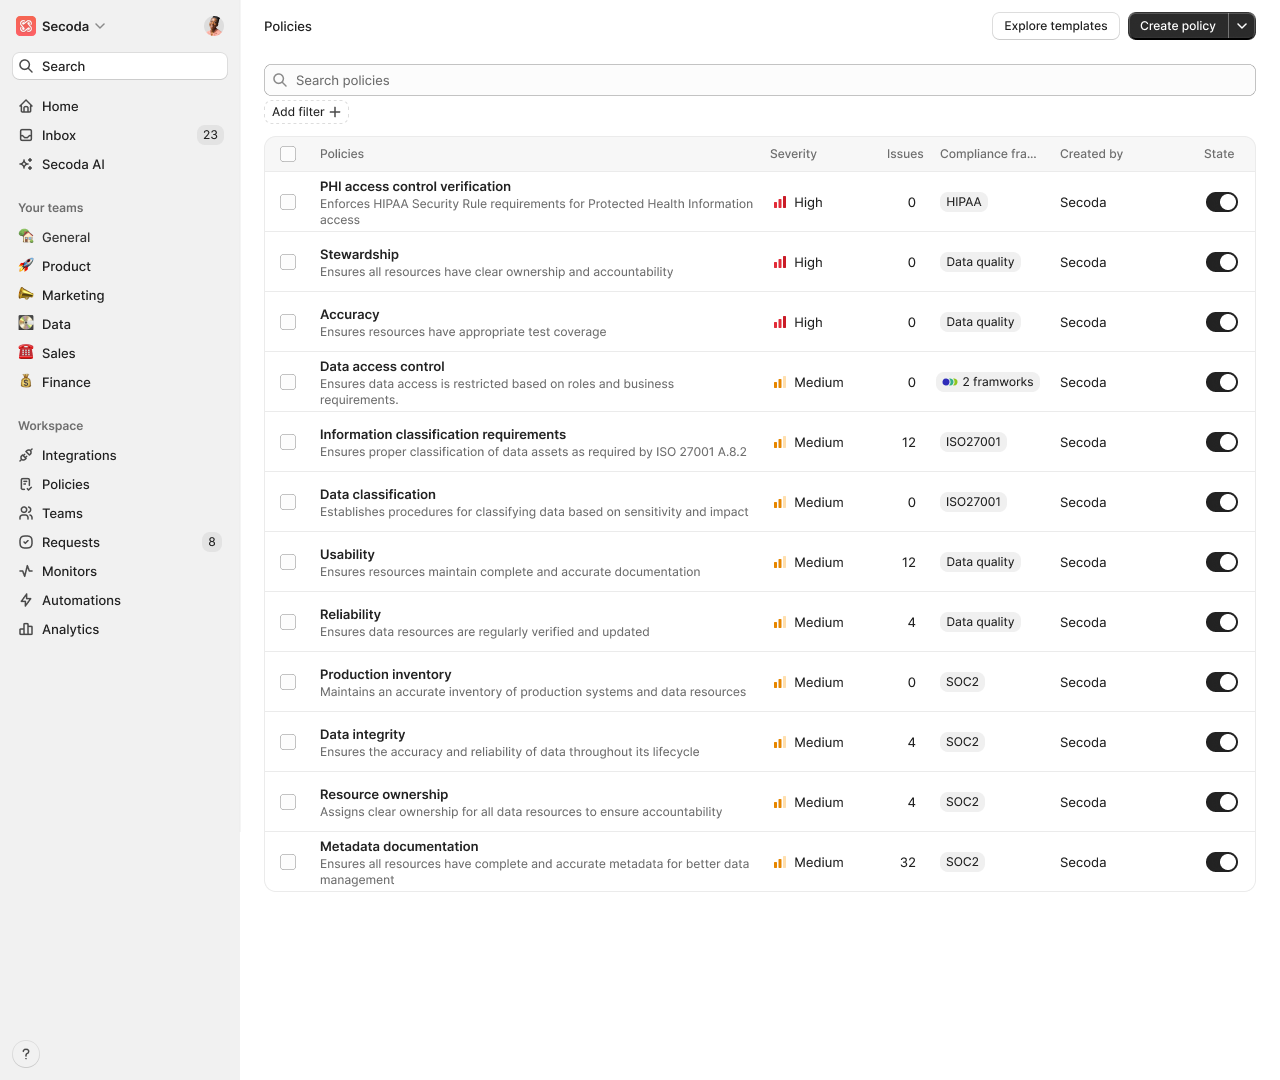 Secoda
Search
Home
Inbox 23
Secoda AI
Your teams
General
Product
Marketing
Data
Sales
Finance
Workspace
Integrations
Policies
Teams
Requests 8
Monitors
Automations
Analytics
?
Policies
Explore templates
Create policy
Search policies
Add filter
Policies Severity Issues Compliance fra... Created by State
PHI access control verification
Enforces HIPAA Security Rule requirements for Protected Health Information
access
High 0 HIPAA Secoda
Stewardship
Ensures all resources have clear ownership and accountability
High 0 Data quality Secoda
Accuracy
Ensures resources have appropriate test coverage
High 0 Data quality Secoda
Data access control
Ensures data access is restricted based on roles and business
requirements.
Medium 0 2 framworks Secoda
Information classification requirements
Ensures proper classification of data assets as required by ISO 27001 A.8.2
Medium 12 ISO27001 Secoda
Data classification
Establishes procedures for classifying data based on sensitivity and impact
Medium 0 ISO27001 Secoda
Usability
Ensures resources maintain complete and accurate documentation
Medium 12 Data quality Secoda
Reliability
Ensures data resources are regularly verified and updated
Medium 4 Data quality Secoda
Production inventory
Maintains an accurate inventory of production systems and data resources
Medium 0 SOC2 Secoda
Data integrity
Ensures the accuracy and reliability of data throughout its lifecycle
Medium 4 SOC2 Secoda
Resource ownership
Assigns clear ownership for all data resources to ensure accountability
Medium 4 SOC2 Secoda
Metadata documentation
Ensures all resources have complete and accurate metadata for better data
management
Medium 32 SOC2 Secoda